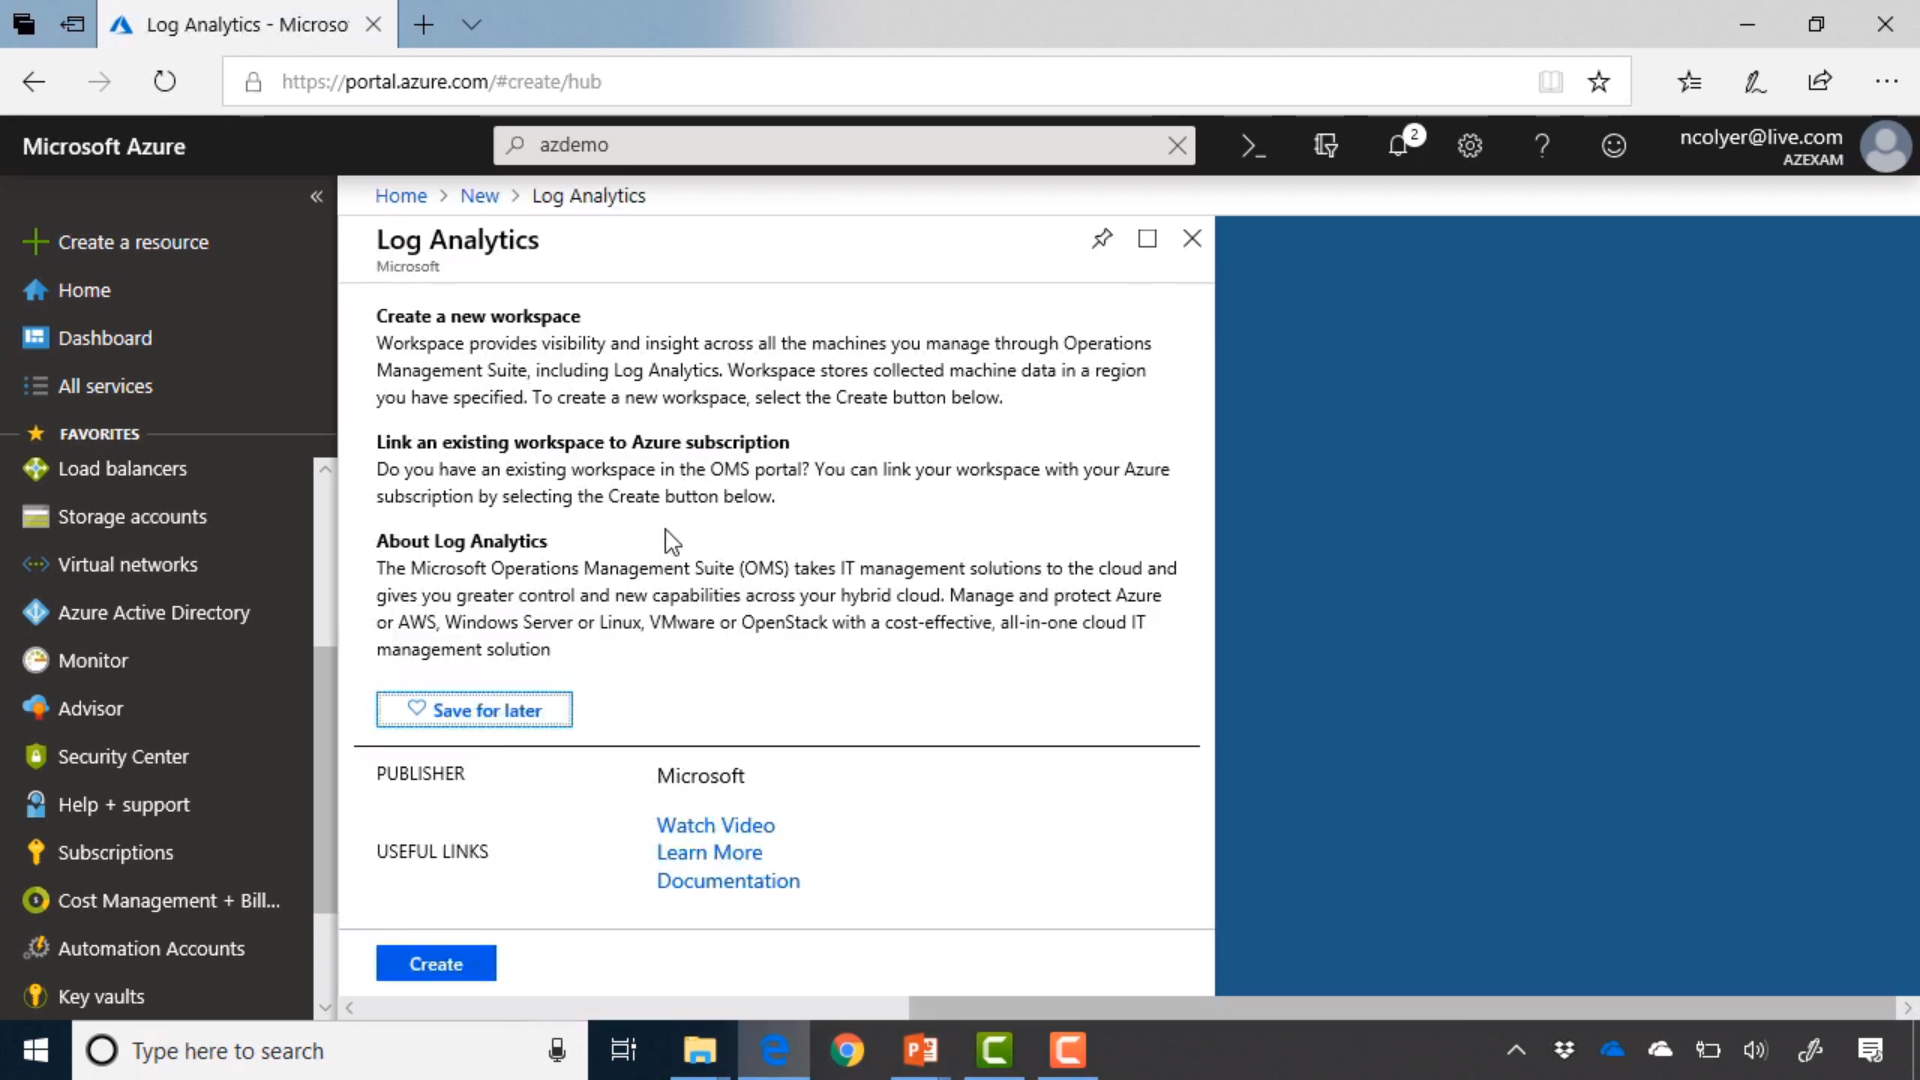 Log Analytics - Microso
https://portal.azure.com/#create/hub
Microsoft Azure
azdemo
2
ncolyer@live.com
AZEXAM
Create a resource
Home
Dashboard
All services
FAVORITES
Load balancers
Storage accounts
Virtual networks
Azure Active Directory
Monitor
Advisor
Security Center
Help + support
Subscriptions
Cost Management + Bill...
Automation Accounts
Key vaults
Home > New > Log Analytics
Log Analytics
Microsoft
Create a new workspace
Workspace provides visibility and insight across all the machines you manage through Operations
Management Suite, including Log Analytics. Workspace stores collected machine data in a region
you have specified. To create a new workspace, select the Create button below.
Link an existing workspace to Azure subscription
Do you have an existing workspace in the OMS portal? You can link your workspace with your Azure
subscription by selecting the Create button below.
About Log Analytics
The Microsoft Operations Management Suite (OMS) takes IT management solutions to the cloud and
gives you greater control and new capabilities across your hybrid cloud. Manage and protect Azure
or AWS, Windows Server or Linux, VMware or OpenStack with a cost-effective, all-in-one cloud IT
management solution
Save for later
PUBLISHER Microsoft
USEFUL LINKS
Watch Video
Learn More
Documentation
Create
Type here to search